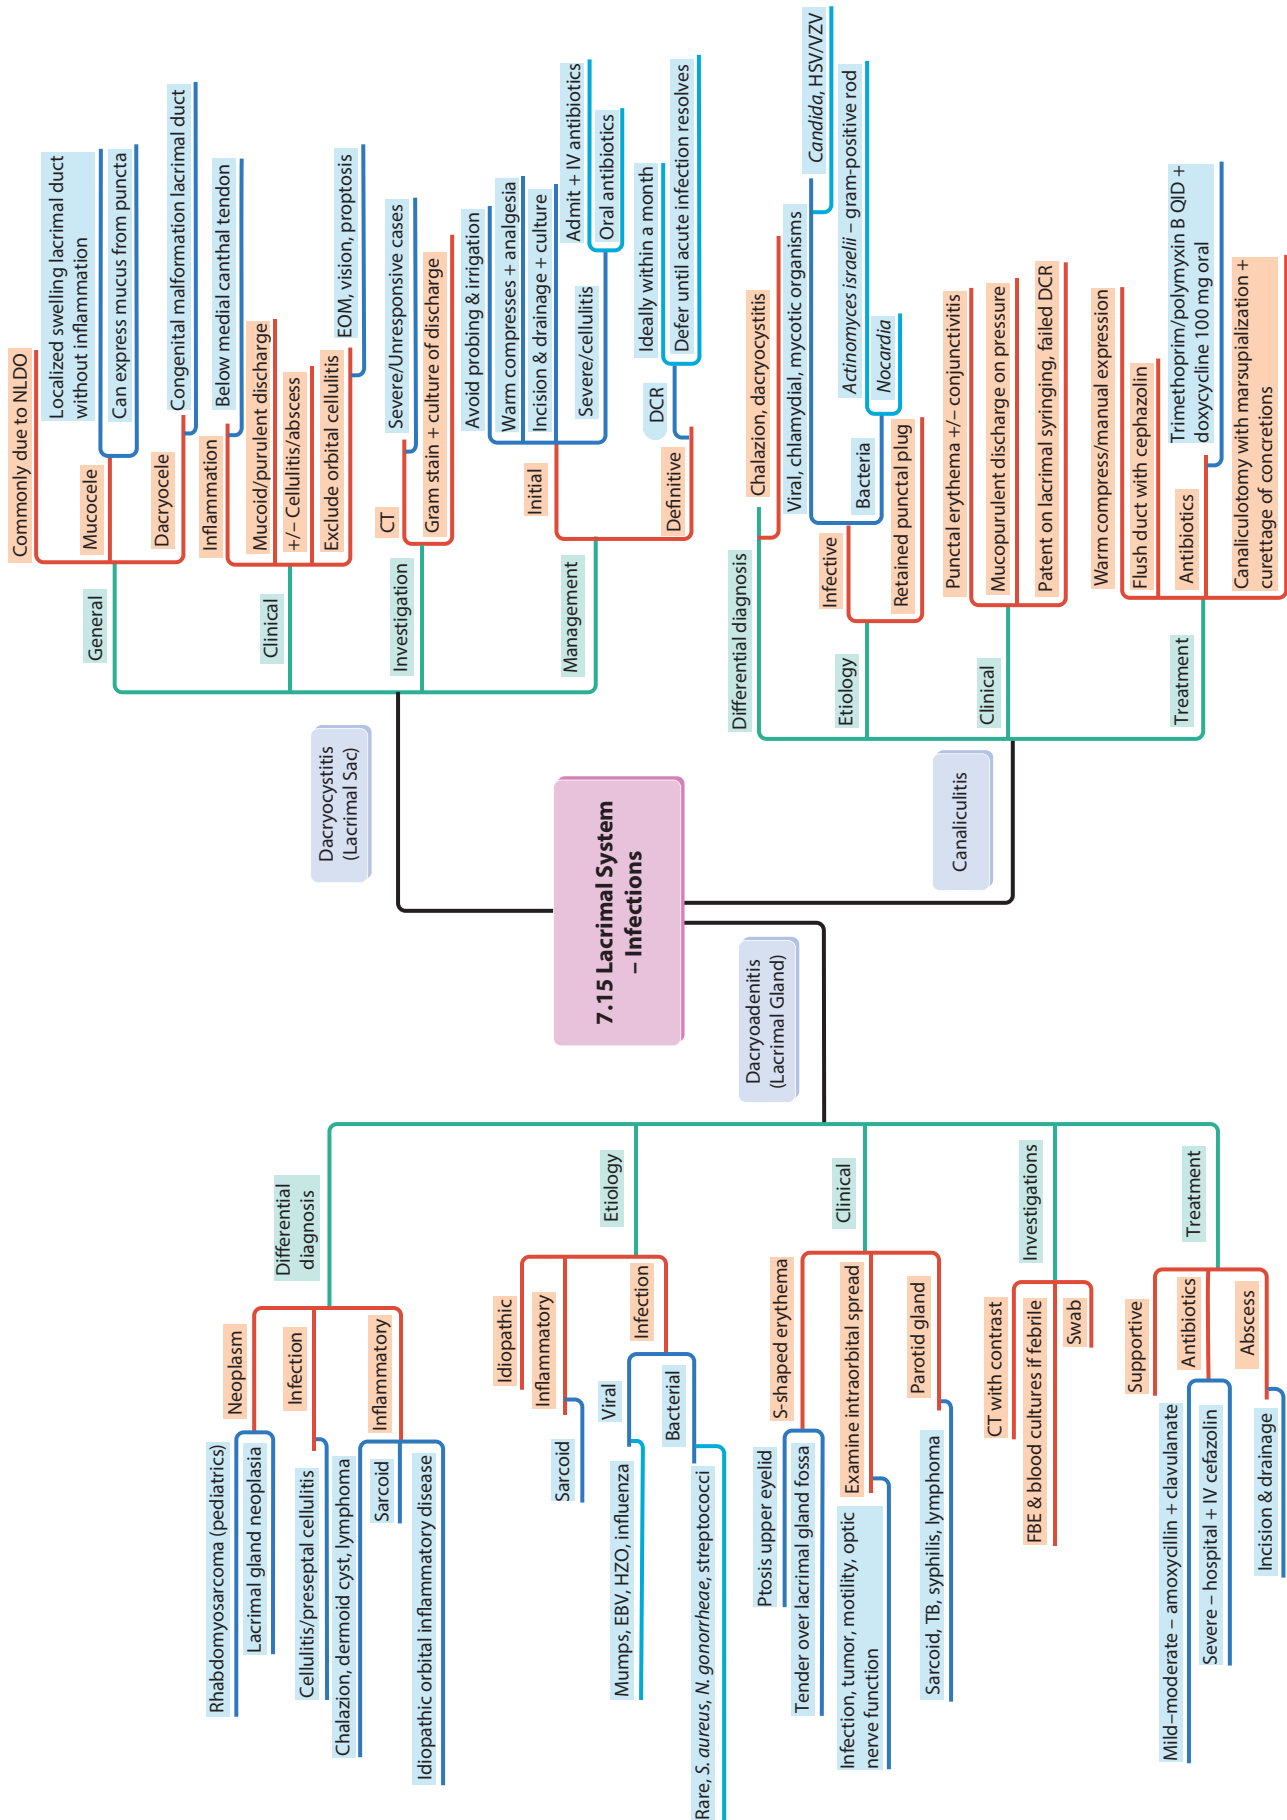 7.15 Lacrimal System
– Infections
Dacryocystitis
(Lacrimal Sac)
General
Commonly due to NLDO
Mucocele
Localized swelling lacrimal duct
without inflammation
Can express mucus from puncta
Dacryocele
Congenital malformation lacrimal duct
Clinical
Inflammation
Below medial canthal tendon
Mucoid/purulent discharge
+/– Cellulitis/abscess
Exclude orbital cellulitis
EOM, vision, proptosis
Investigation
CT
Severe/Unresponsive cases
Gram stain + culture of discharge
Management
Initial
Avoid probing & irrigation
Warm compresses + analgesia
Incision & drainage + culture
Severe/cellulitis
Admit + IV antibiotics
Oral antibiotics
Definitive
DCR
Ideally within a month
Defer until acute infection resolves
Canaliculitis
Differential diagnosis
Chalazion, dacryocystitis
Etiology
Infective
Viral, chlamydial, mycotic organisms
Candida, HSV/VZV
Bacteria
Actinomyces israelii – gram-positive rod
Nocardia
Retained punctal plug
Clinical
Punctal erythema +/– conjunctivitis
Mucopurulent discharge on pressure
Patent on lacrimal syringing, failed DCR
Treatment
Warm compress/manual expression
Flush duct with cephazolin
Antibiotics
Trimethoprim/polymyxin B QID +
doxycycline 100 mg oral
Canaliculotomy with marsupialization +
curettage of concretions
Dacryoadenitis
(Lacrimal Gland)
Differential
diagnosis
Neoplasm
Rhabdomyosarcoma (pediatrics)
Lacrimal gland neoplasia
Infection
Cellulitis/preseptal cellulitis
Inflammatory
Chalazion, dermoid cyst, lymphoma
Sarcoid
Idiopathic orbital inflammatory disease
Etiology
Idiopathic
Inflammatory
Sarcoid
Infection
Viral
Mumps, EBV, HZO, influenza
Bacterial
Rare, S. aureus, N. gonorrheae, streptococci
Clinical
S-shaped erythema
Ptosis upper eyelid
Tender over lacrimal gland fossa
Examine intraorbital spread
Infection, tumor, motility, optic
nerve function
Parotid gland
Sarcoid, TB, syphilis, lymphoma
Investigations
CT with contrast
FBE & blood cultures if febrile
Swab
Treatment
Supportive
Antibiotics
Mild–moderate – amoxycillin + clavulanate
Severe – hospital + IV cefazolin
Abscess
Incision & drainage